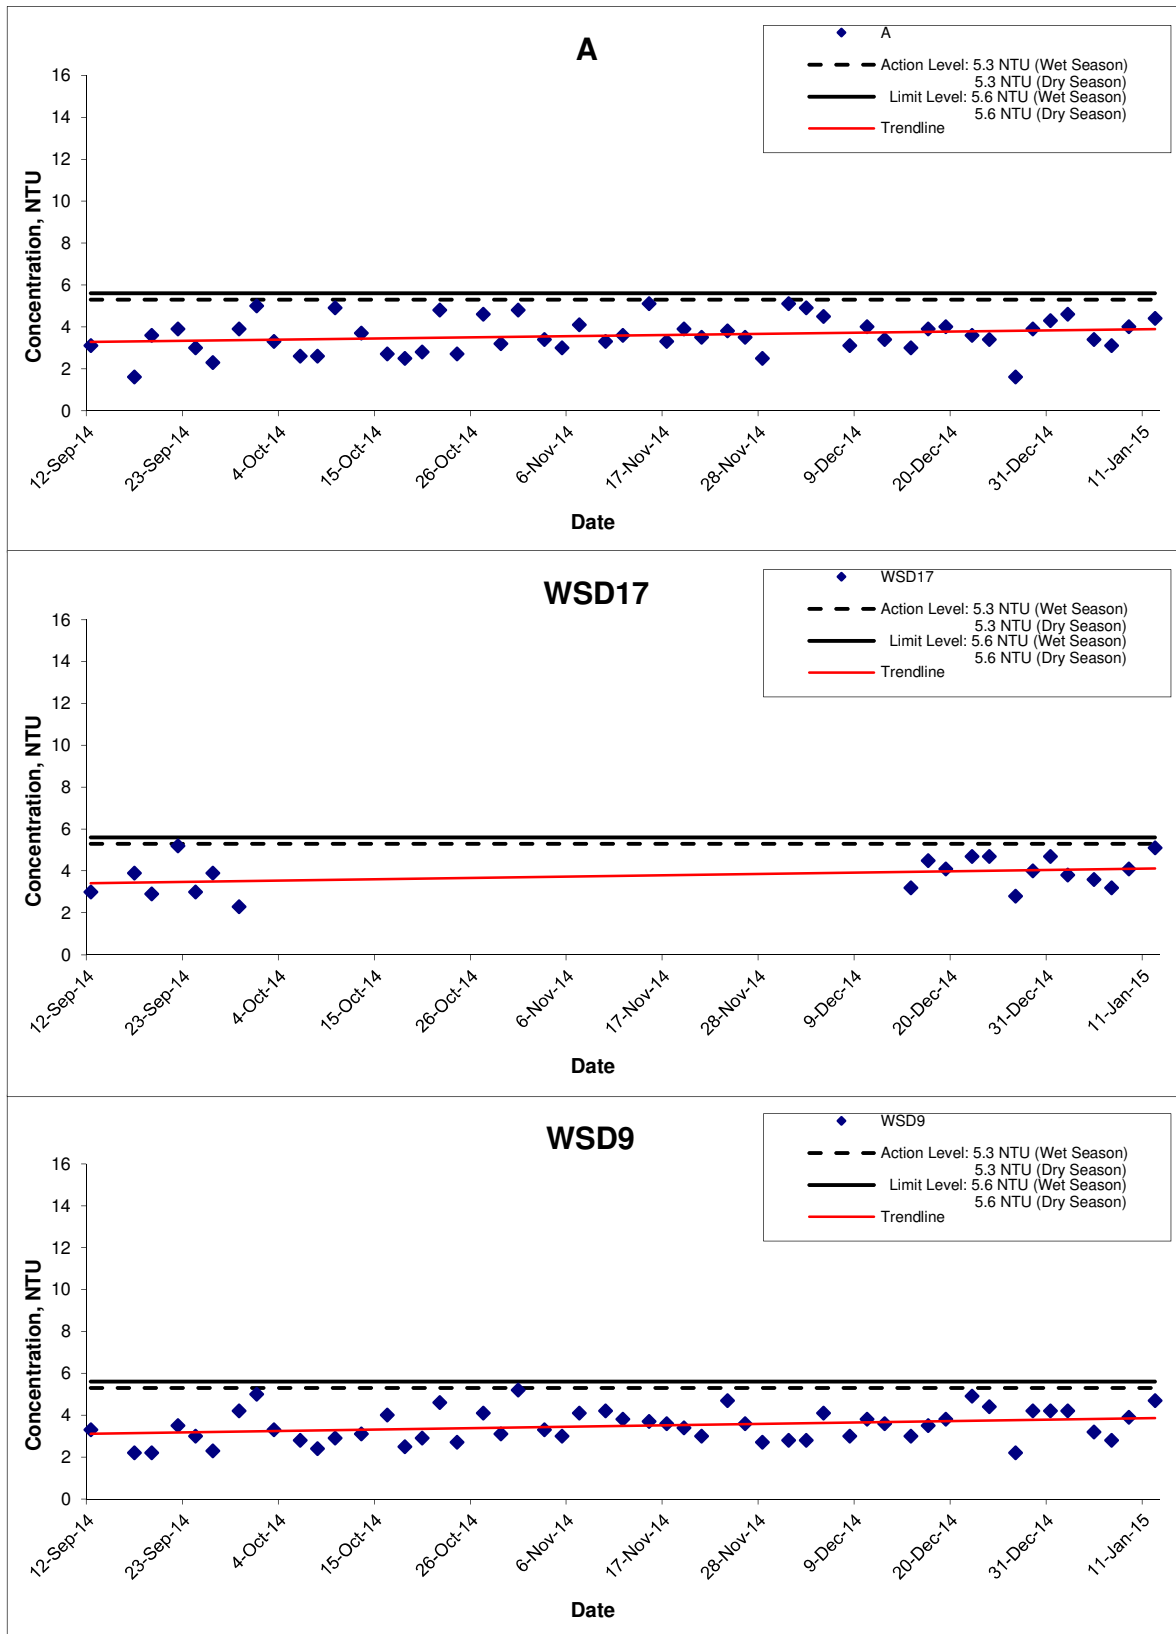 A
A
Action Level: 5.3 NTU (Wet Season)
5.3 NTU (Dry Season)
Limit Level: 5.6 NTU (Wet Season)
5.6 NTU (Dry Season)
Trendline
Concentration, NTU
16
14
12
10
8
6
4
2
0
12-Sep-14
23-Sep-14
4-Oct-14
15-Oct-14
26-Oct-14
6-Nov-14
17-Nov-14
28-Nov-14
9-Dec-14
20-Dec-14
31-Dec-14
11-Jan-15
Date
WSD17
WSD17
Action Level: 5.3 NTU (Wet Season)
5.3 NTU (Dry Season)
Limit Level: 5.6 NTU (Wet Season)
5.6 NTU (Dry Season)
Trendline
Concentration, NTU
16
14
12
10
8
6
4
2
0
12-Sep-14
23-Sep-14
4-Oct-14
15-Oct-14
26-Oct-14
6-Nov-14
17-Nov-14
28-Nov-14
9-Dec-14
20-Dec-14
31-Dec-14
11-Jan-15
Date
WSD9
WSD9
Action Level: 5.3 NTU (Wet Season)
5.3 NTU (Dry Season)
Limit Level: 5.6 NTU (Wet Season)
5.6 NTU (Dry Season)
Trendline
Concentration, NTU
16
14
12
10
8
6
4
2
0
12-Sep-14
23-Sep-14
4-Oct-14
15-Oct-14
26-Oct-14
6-Nov-14
17-Nov-14
28-Nov-14
9-Dec-14
20-Dec-14
31-Dec-14
11-Jan-15
Date